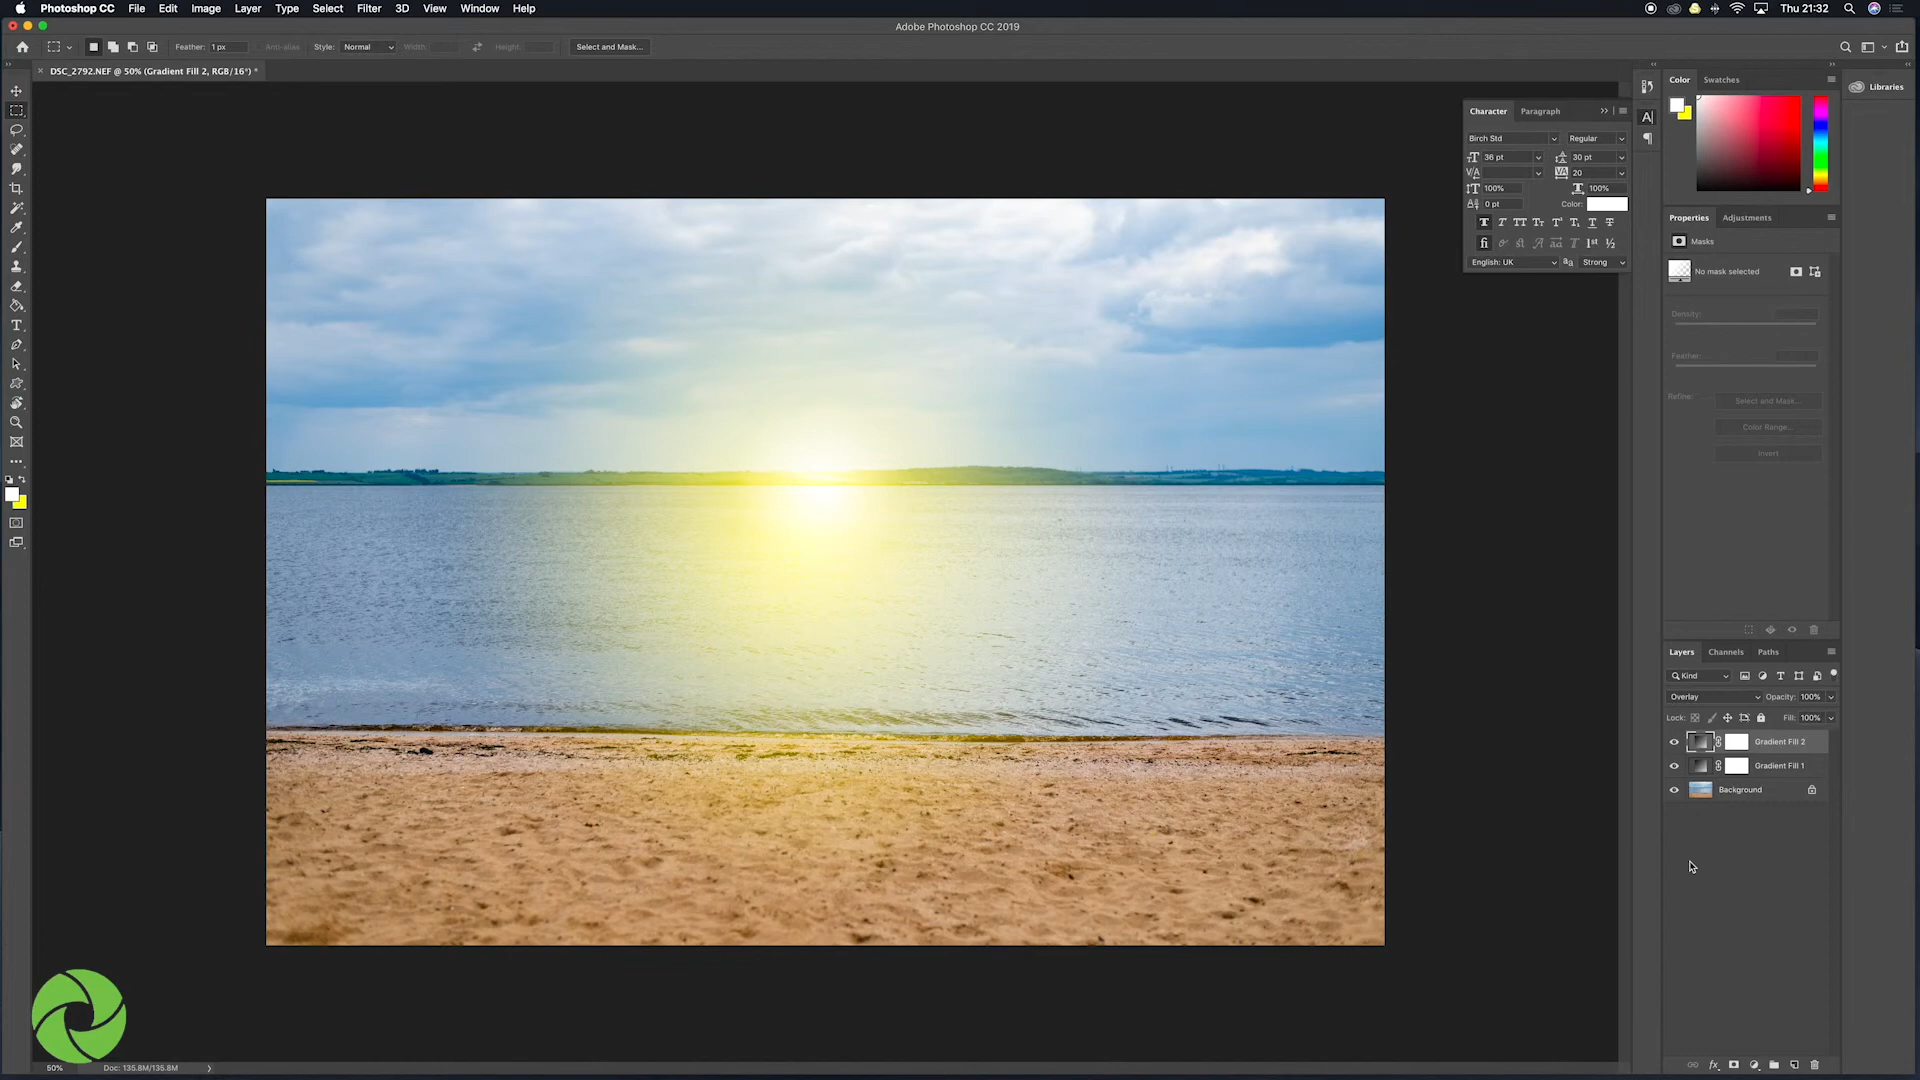 Photoshop CC File Edit Image Layer Type Select Filter 3D View Window Help Thu 21:32
Adobe Photoshop CC 2019
Feather: 1 px Anti-alias Style: Normal Width: Height: Select and Mask...
DSC_2792.NEF @ 50% (Gradient Fill 2, RGB/16*) *
Color Swatches
Libraries
Character Paragraph
Birch Std Regular
36 pt 30 pt
20
100% 100%
0 pt Color:
English: UK Strong
Properties Adjustments
Masks
No mask selected
Density:
Feather:
Refine: Select and Mask...
Color Range...
Invert
Layers Channels Paths
Kind
Overlay Opacity: 100%
Lock: Fill: 100%
Gradient Fill 2
Gradient Fill 1
Background
50% Doc: 135.8M/135.8M